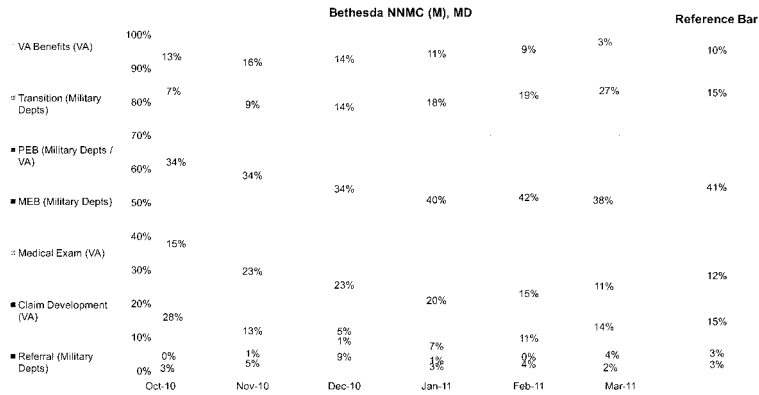 Bethesda NNMC (M), MD
Reference Bar
100%
VA Benefits (VA)
13% 16% 14% 11% 9% 3% 10%
90%
Transition (Military
Depts)
80%
7% 9% 14% 18% 19% 27% 15%
70%
PEB (Military Depts /
VA)
60%
34% 34% 34% 40% 42% 38% 41%
MEB (Military Depts)
50%
40%
Medical Exam (VA)
15% 23% 23% 20% 15% 11% 12%
30%
20%
Claim Development
(VA)
28% 13% 5% 7% 11% 14% 15%
10%
0% 1% 1% 1% 0% 4% 3%
Referral (Military
Depts)
3% 5% 9% 3% 4% 2% 3%
0%
Oct-10 Nov-10 Dec-10 Jan-11 Feb-11 Mar-11